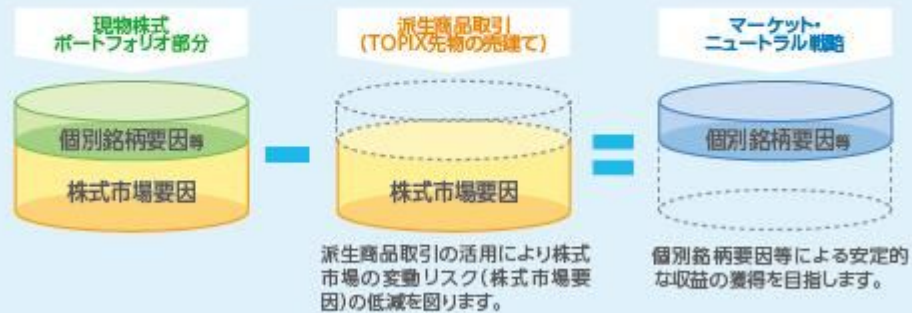 現物株式
ポートフォリオ部分
派生商品取引
(TOPIX先物の売建て)
マーケット・
ニュートラル戦略
個別銘柄要因等
株式市場要因
株式市場要因
個別銘柄要因等
派生商品取引の活用により株式
市場の変動リスク(株式市場要
因)の低減を図ります。
個別銘柄要因等による安定的
な収益の獲得を目指します。